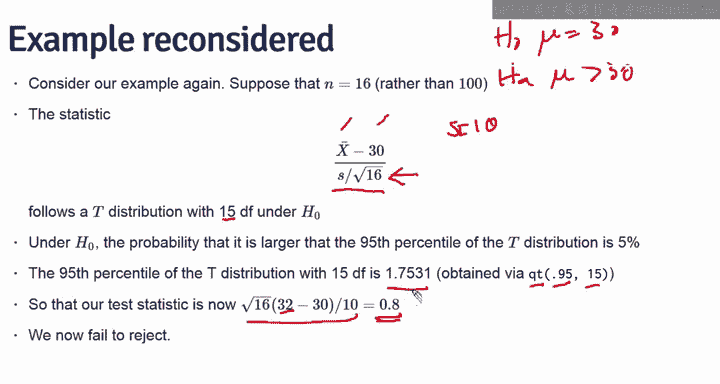 Example reconsidered
H₀ μ = 30
Hₐ μ > 30
· Consider our example again. Suppose that n = 16 (rather than 100)
· The statistic
s=10
X̄ − 30
s/√16
follows a T distribution with 15 df under H₀
· Under H₀, the probability that it is larger that the 95th percentile of the T distribution is 5%
· The 95th percentile of the T distribution with 15 df is 1.7531 (obtained via qt(.95, 15))
· So that our test statistic is now √16(32 − 30)/10 = 0.8
· We now fail to reject.